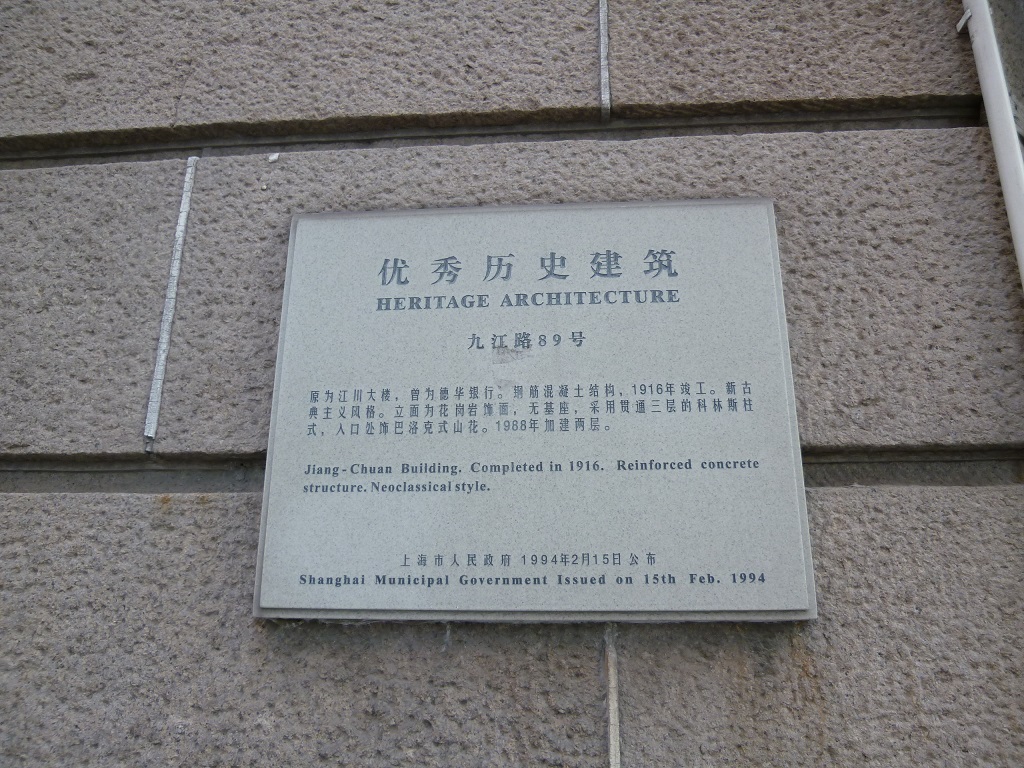 优秀历史建筑
HERITAGE ARCHITECTURE
九江路89号
原为江川大楼，曾为德华银行。钢筋混凝土结构，1916年竣工。新古
典主义风格。立面为花岗岩饰面，无基座，采用贯通三层的科林斯柱
式，入口处饰巴洛克式山花。1988年加建两层。
Jiang-Chuan Building. Completed in 1916. Reinforced concrete
structure. Neoclassical style.
上海市人民政府 1994年2月15日公布
Shanghai Municipal Government Issued on 15th Feb. 1994